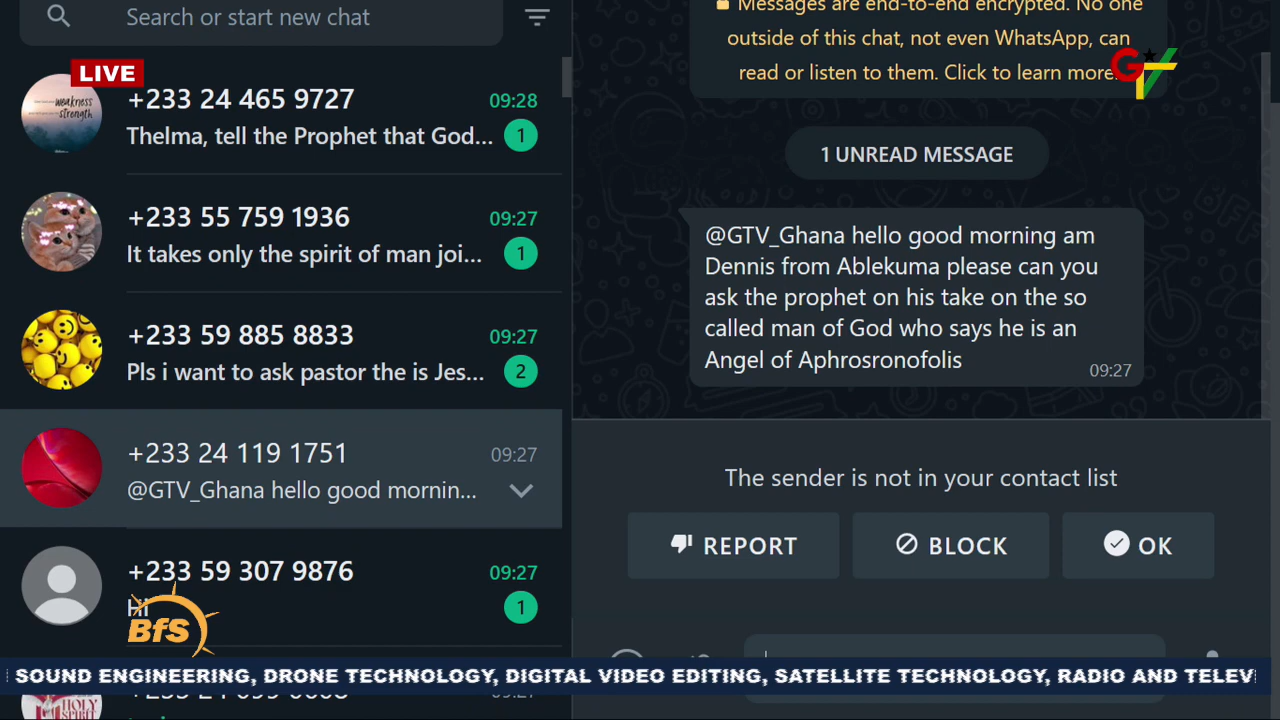 Search or start new chat
LIVE
weakness
strength
+233 24 465 9727
09:28
Thelma, tell the Prophet that God...
1
+233 55 759 1936
09:27
It takes only the spirit of man joi...
1
+233 59 885 8833
09:27
Pls i want to ask pastor the is Jes...
2
+233 24 119 1751
09:27
@GTV_Ghana hello good mornin...
+233 59 307 9876
09:27
Hi
1
BfS
HOLY
SPIRIT
Messages are end-to-end encrypted. No one
outside of this chat, not even WhatsApp, can
read or listen to them. Click to learn more.
GTV
1 UNREAD MESSAGE
@GTV_Ghana hello good morning am
Dennis from Ablekuma please can you
ask the prophet on his take on the so
called man of God who says he is an
Angel of Aphrosronofolis
09:27
The sender is not in your contact list
REPORT
BLOCK
OK
SOUND ENGINEERING, DRONE TECHNOLOGY, DIGITAL VIDEO EDITING, SATELLITE TECHNOLOGY, RADIO AND TELEV